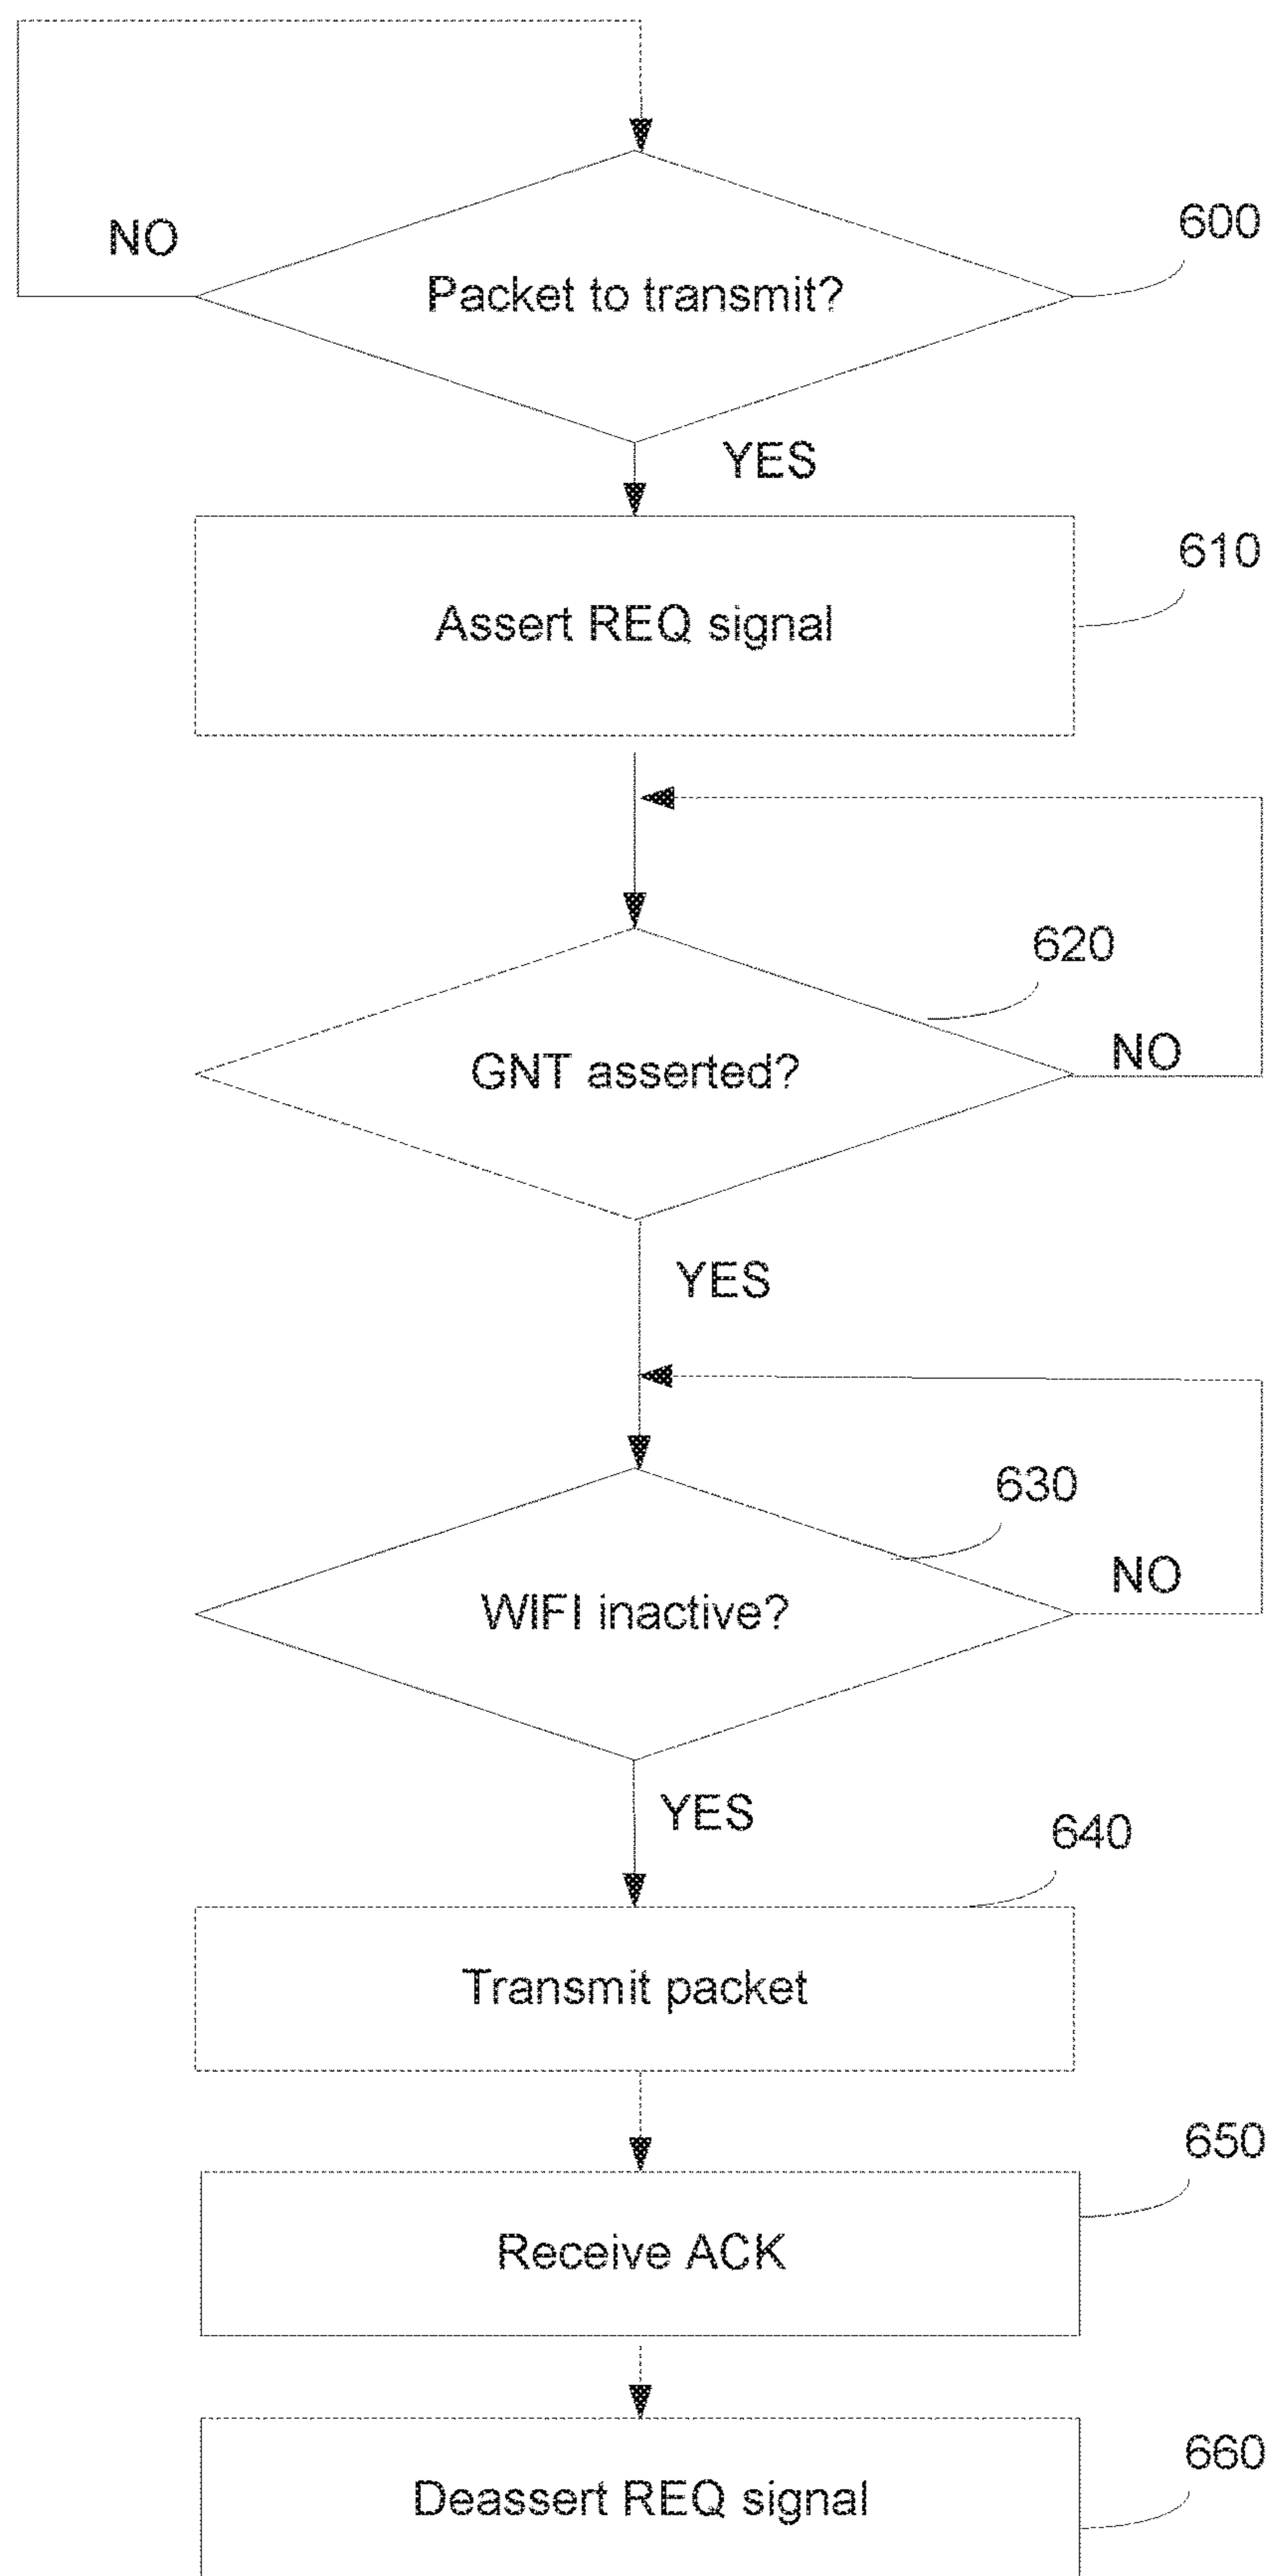 NO
600
Packet to transmit?
YES
610
Assert REQ signal
620
GNT asserted?
NO
YES
630
NO
WIFI inactive?
YES
640
Transmit packet
650
Receive ACK
660
Deassert REQ signal